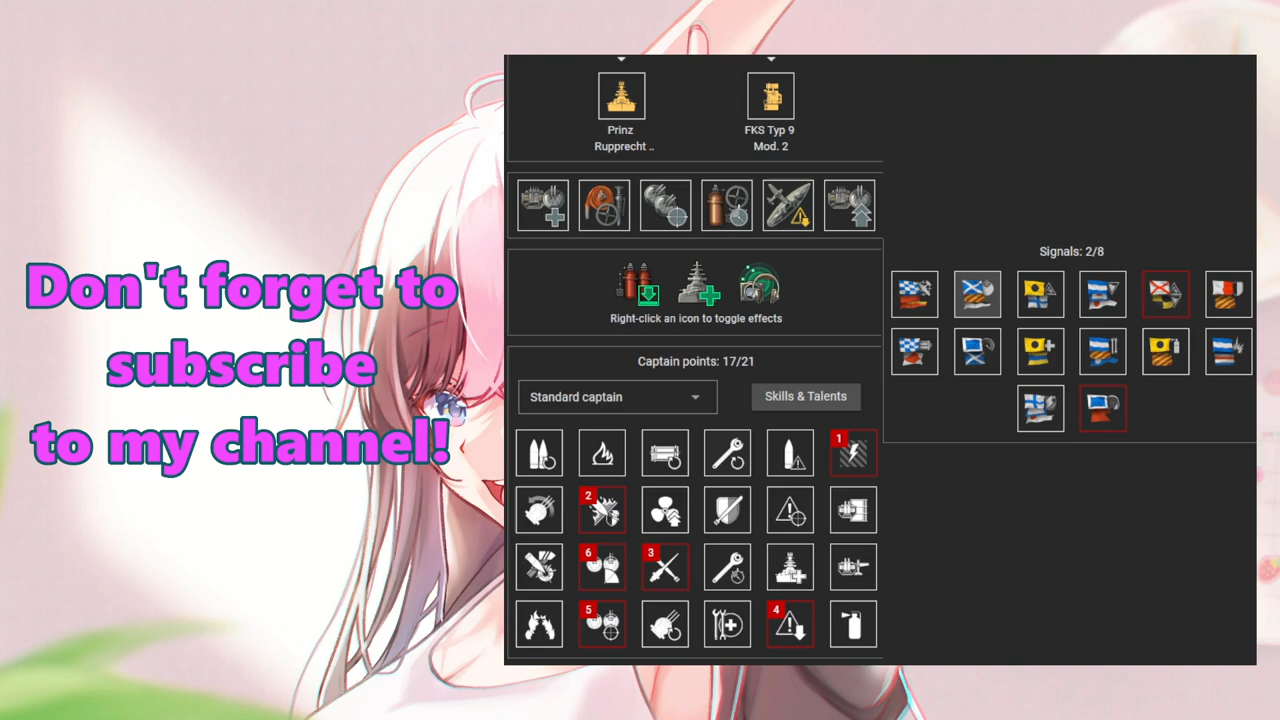 Don't forget to
subscribe
to my channel!
Prinz
Rupprecht ..
FKS Typ 9
Mod. 2
Right-click an icon to toggle effects
Captain points: 17/21
Standard captain
Skills & Talents
1
2
6
3
5
4
Signals: 2/8